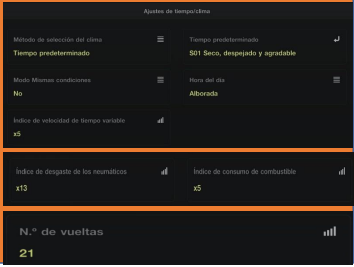 Ajustes de tiempo/clima
Método de selección del clima
Tiempo predeterminado
Tiempo predeterminado
S01 Seco, despejado y agradable
Modo Mismas condiciones
No
Hora del día
Alborada
Índice de velocidad de tiempo variable
x5
Índice de desgaste de los neumáticos
x13
Índice de consumo de combustible
x5
N.º de vueltas
21